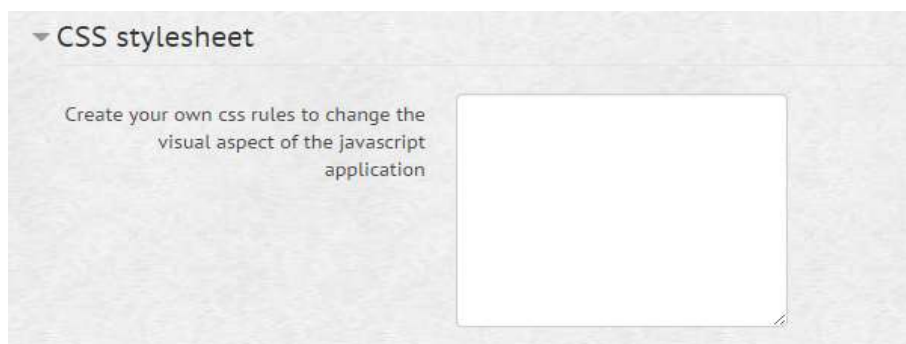 CSS stylesheet
Create your own css rules to change the
visual aspect of the javascript
application